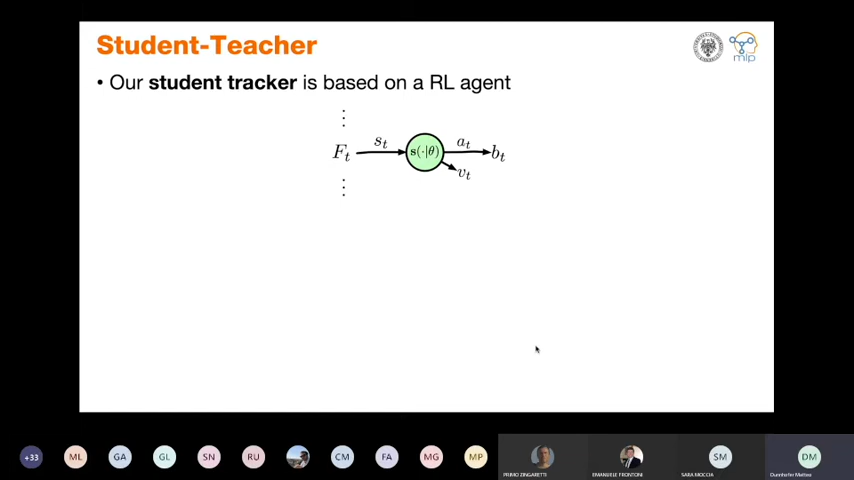 Student-Teacher
mlp
• Our student tracker is based on a RL agent
⋮
F_t s_t s(·|θ) a_t b_t
v_t
⋮
+33 ML GA GL SN RU CM FA MG MP SM DM
PRIMO ZINGARETTI EMANUELE FRONTONI SARA MOCCIA Dunnhofer Matteo